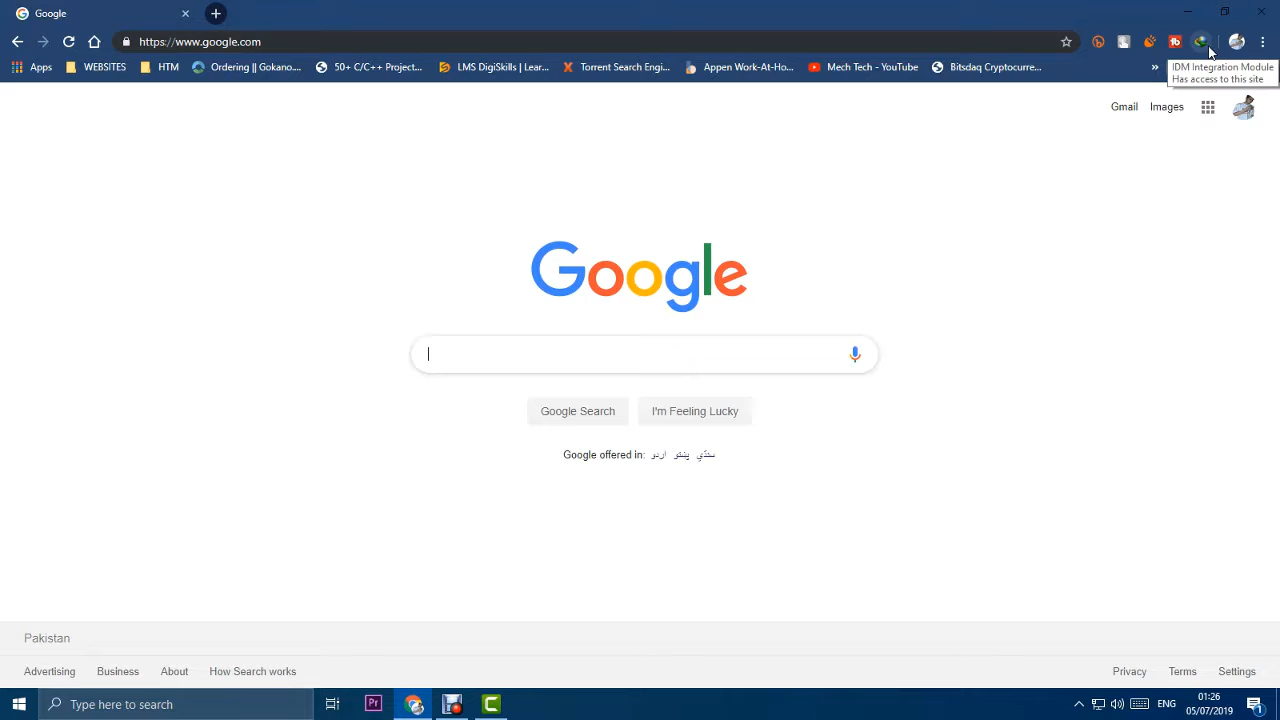 Google
https://www.google.com
Apps WEBSITES HTM Ordering || Gokano... 50+ C/C++ Project... LMS DigiSkills | Lear... Torrent Search Engi... Appen Work-At-Ho... Mech Tech - YouTube Bitsdaq Cryptocurre... »
IDM Integration Module
Has access to this site
Gmail Images
Google
Google Search I'm Feeling Lucky
Google offered in: اردو پښتو سنڌي
Pakistan
Advertising Business About How Search works Privacy Terms Settings
Type here to search Pr ENG 01:26
05/07/2019 1